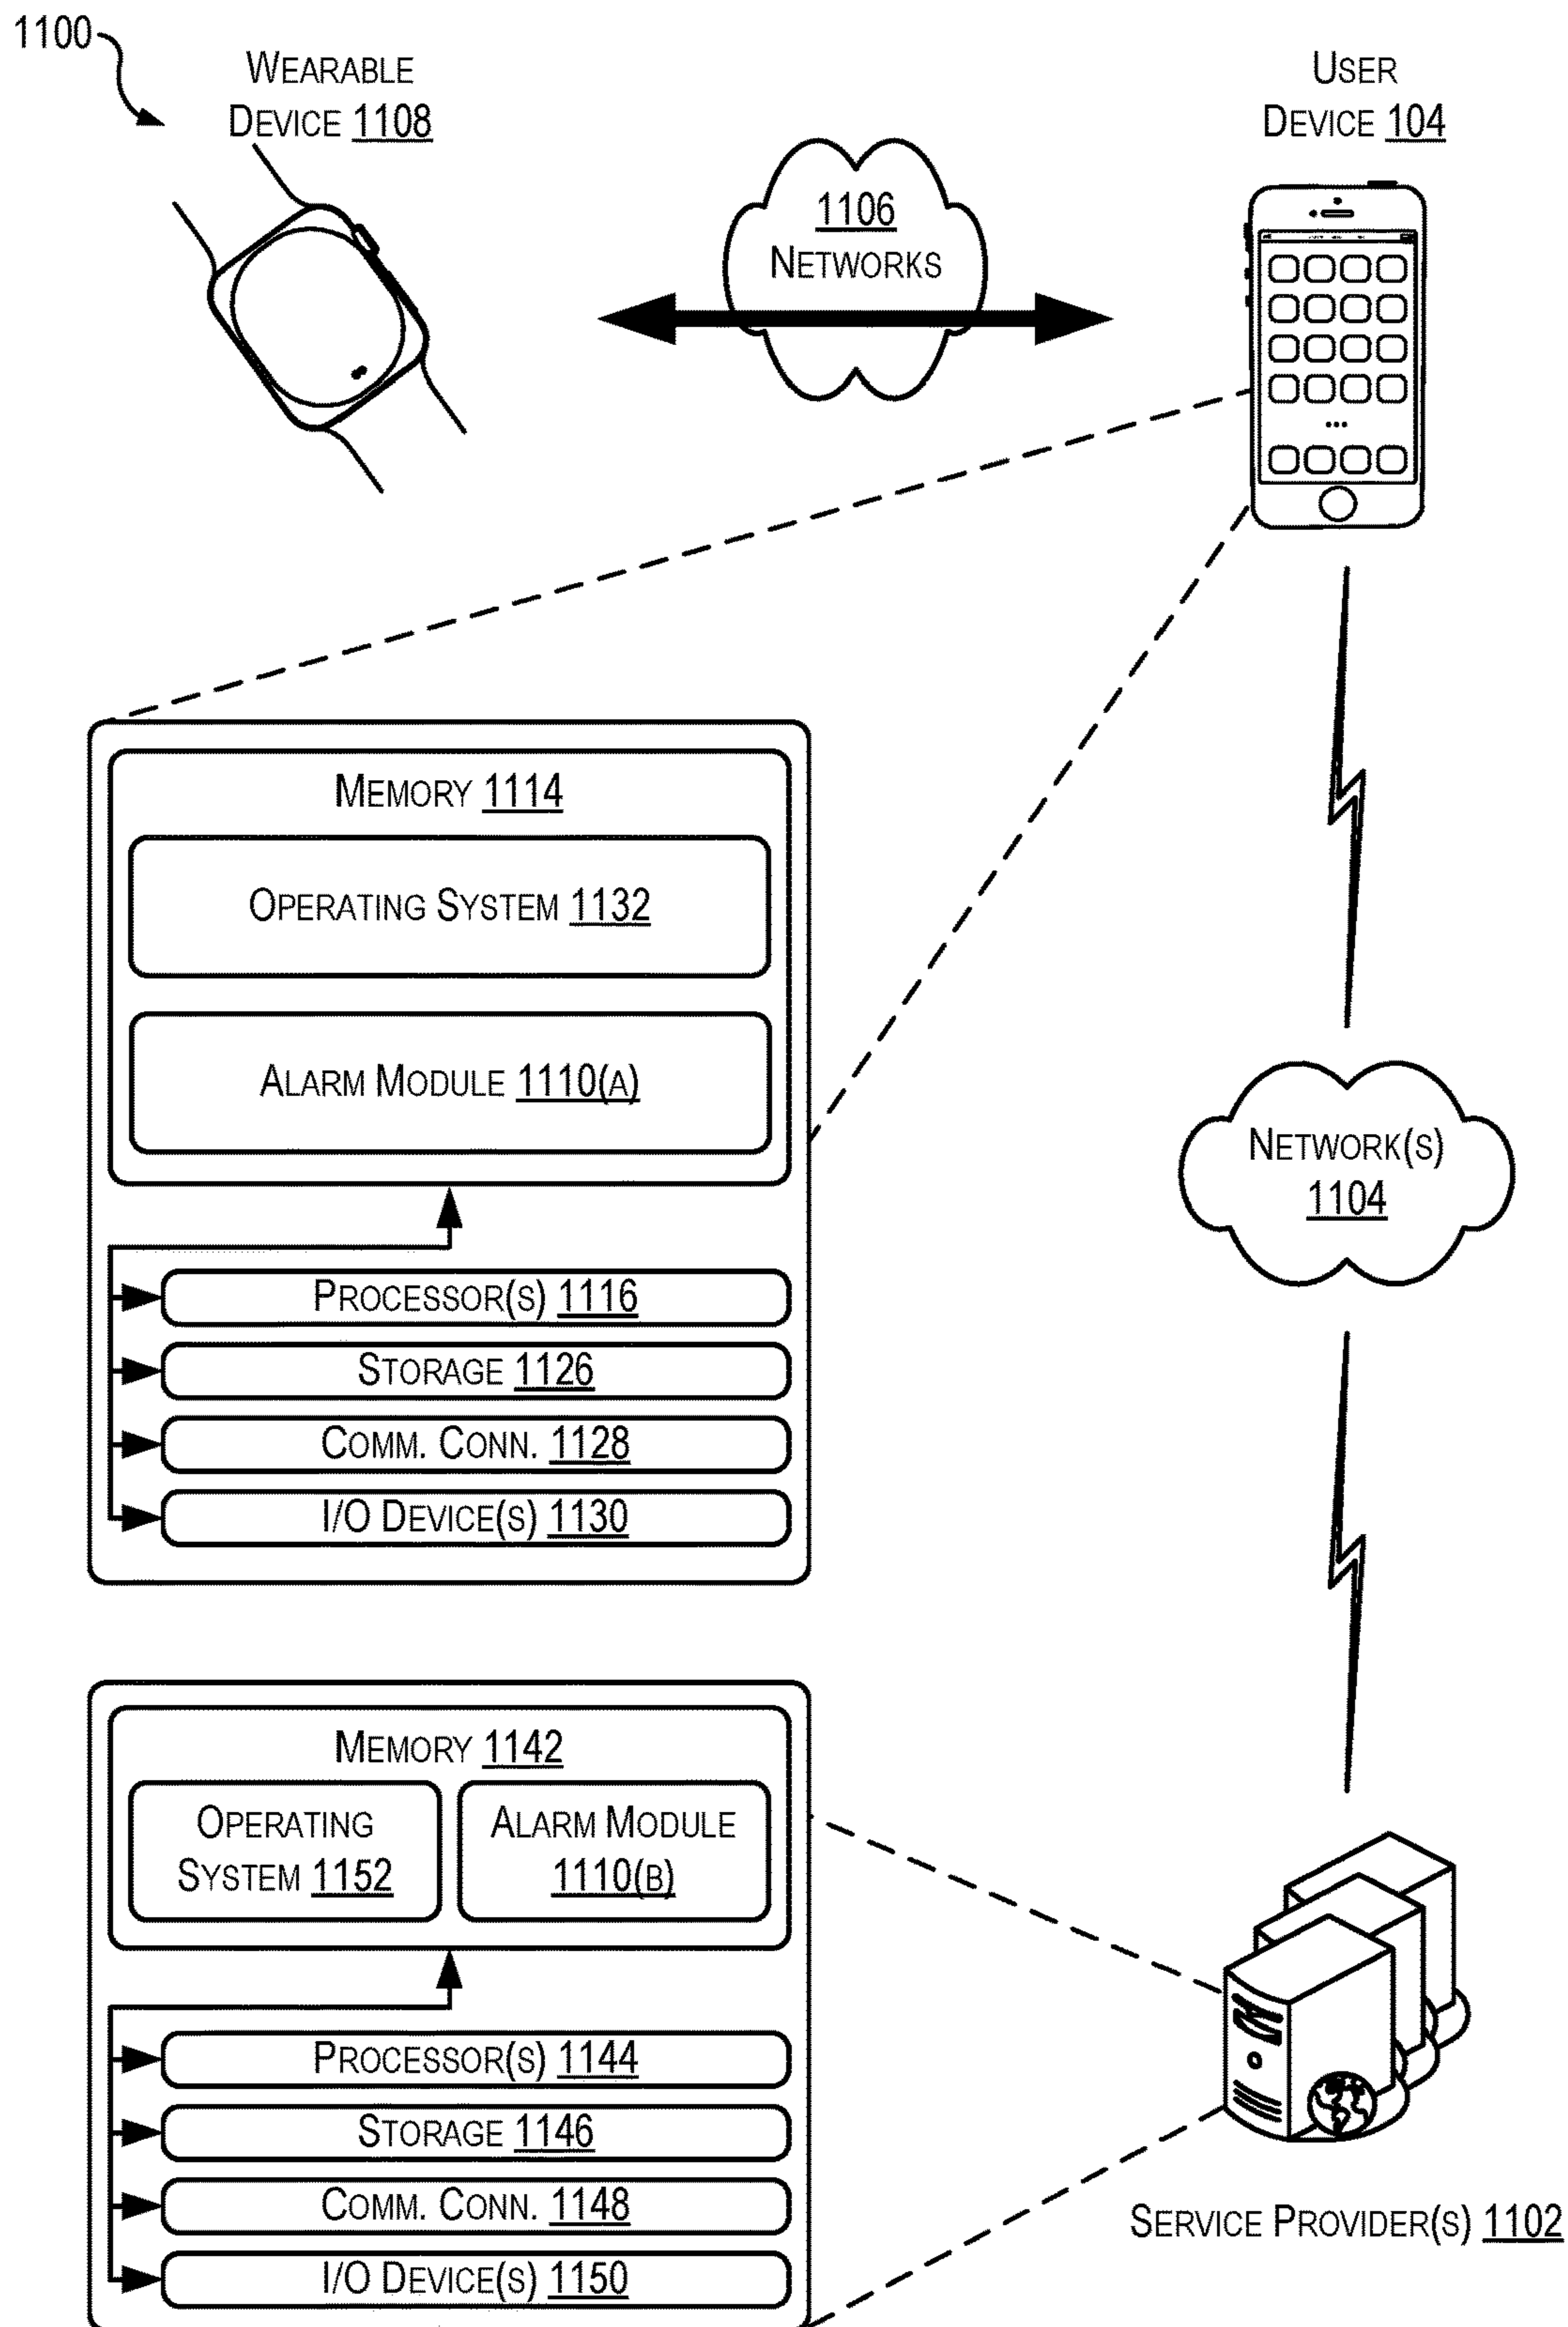 1100
WEARABLE
DEVICE 1108
USER
DEVICE 104
1106
NETWORKS
MEMORY 1114
OPERATING SYSTEM 1132
ALARM MODULE 1110(A)
PROCESSOR(S) 1116
STORAGE 1126
COMM. CONN. 1128
I/O DEVICE(S) 1130
NETWORK(S)
1104
MEMORY 1142
OPERATING
SYSTEM 1152
ALARM MODULE
1110(B)
PROCESSOR(S) 1144
STORAGE 1146
COMM. CONN. 1148
I/O DEVICE(S) 1150
SERVICE PROVIDER(S) 1102